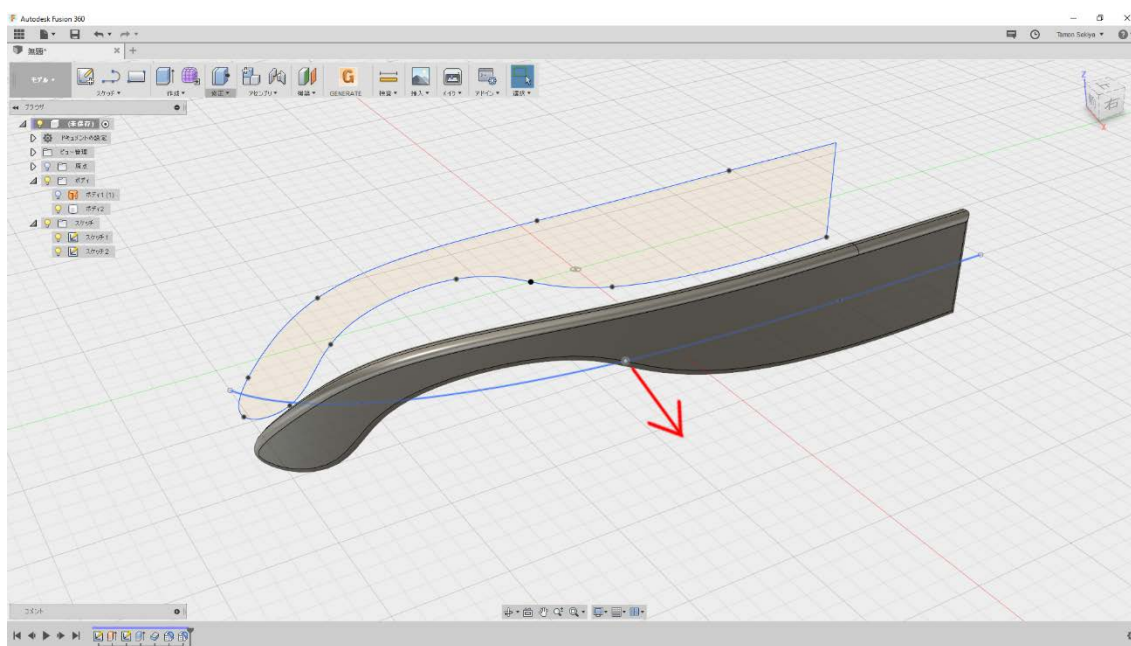 Autodesk Fusion 360
Tamon Sekiya
無題*
モデル
スケッチ
作成
修正
アセンブリ
構築
GENERATE
検査
挿入
メイク
アドイン
選択
ブラウザ
(未保存)
ドキュメントの設定
ビュー管理
原点
ボディ
ボディ1 (1)
ボディ2
スケッチ
スケッチ1
スケッチ2
Z
右
コメント